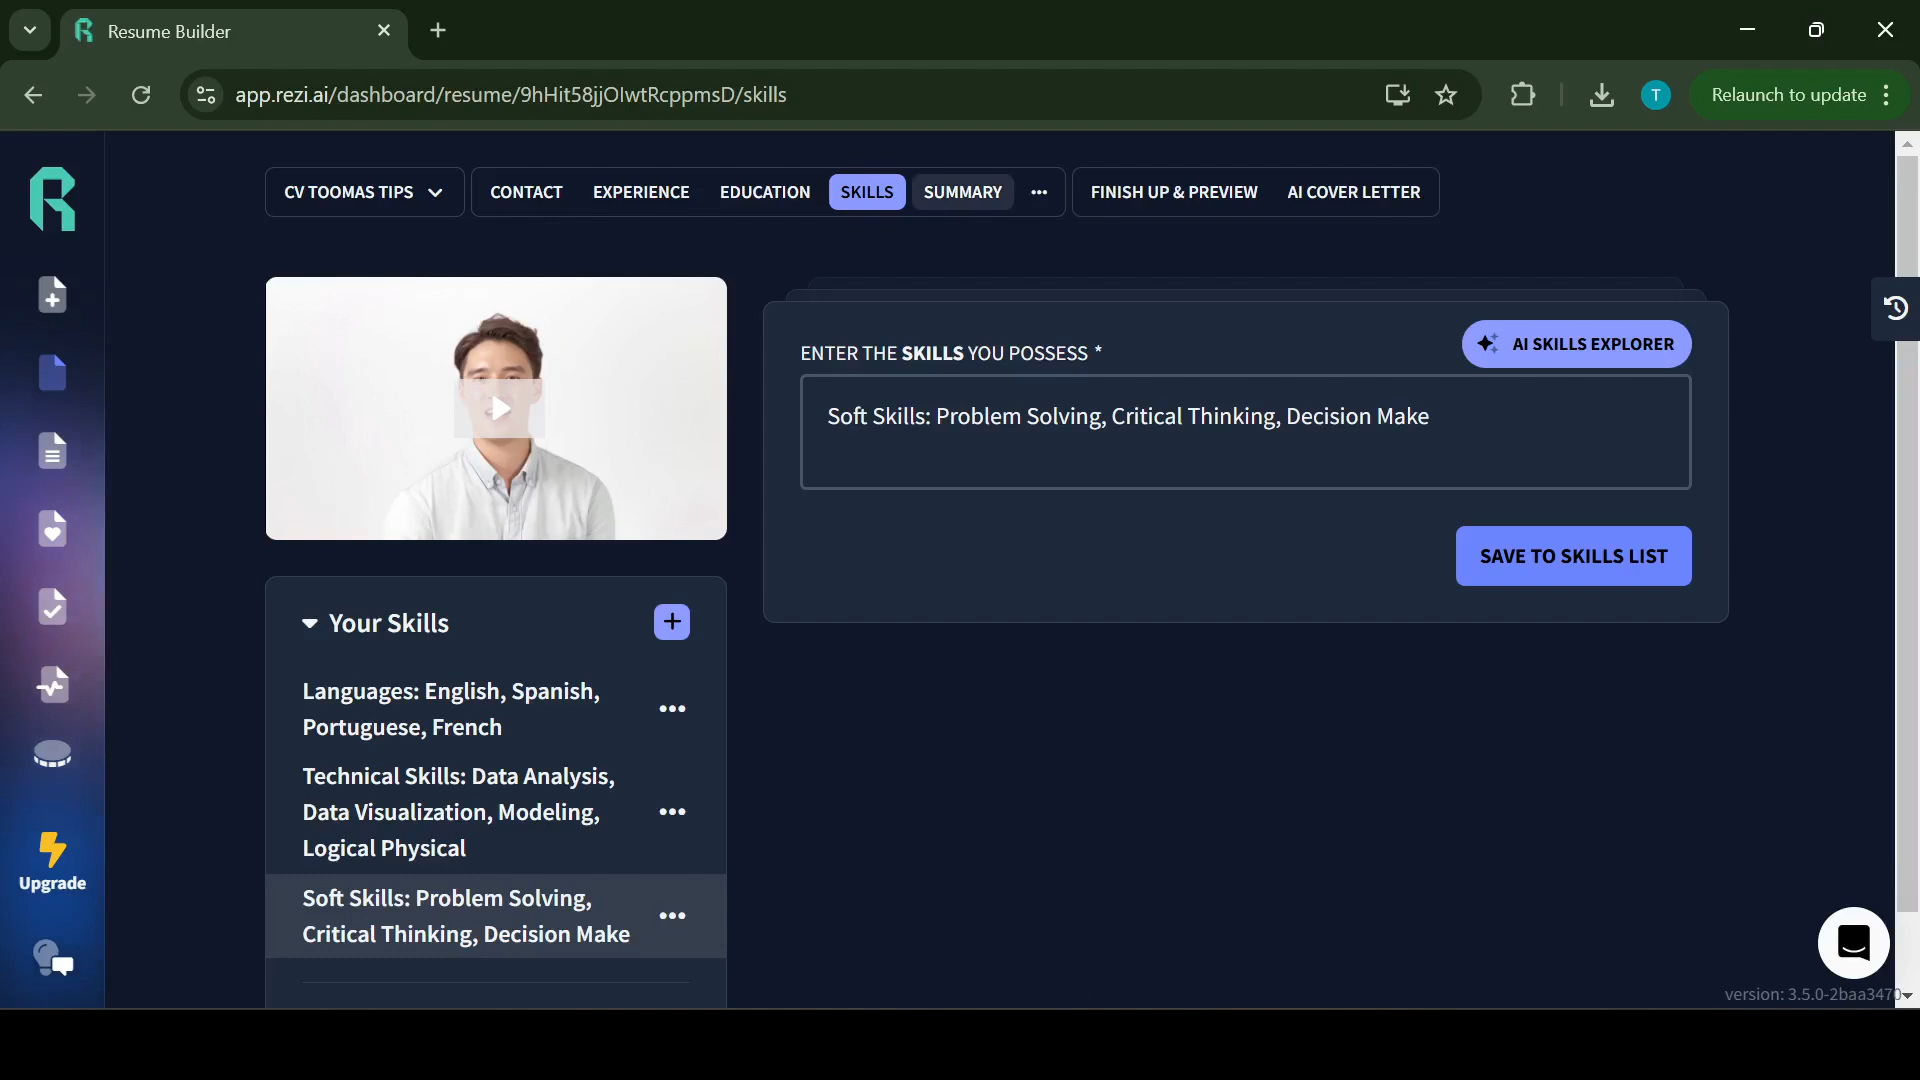 Resume Builder
app.rezi.ai/dashboard/resume/9hHit58jjOlwtRcppmsD/skills
T
Relaunch to update
CV TOOMAS TIPS
CONTACT
EXPERIENCE
EDUCATION
SKILLS
SUMMARY
FINISH UP & PREVIEW
AI COVER LETTER
ENTER THE SKILLS YOU POSSESS *
AI SKILLS EXPLORER
Soft Skills: Problem Solving, Critical Thinking, Decision Make
SAVE TO SKILLS LIST
Your Skills
Languages: English, Spanish,
Portuguese, French
Technical Skills: Data Analysis,
Data Visualization, Modeling,
Logical Physical
Soft Skills: Problem Solving,
Critical Thinking, Decision Make
Upgrade
version: 3.5.0-2baa3470